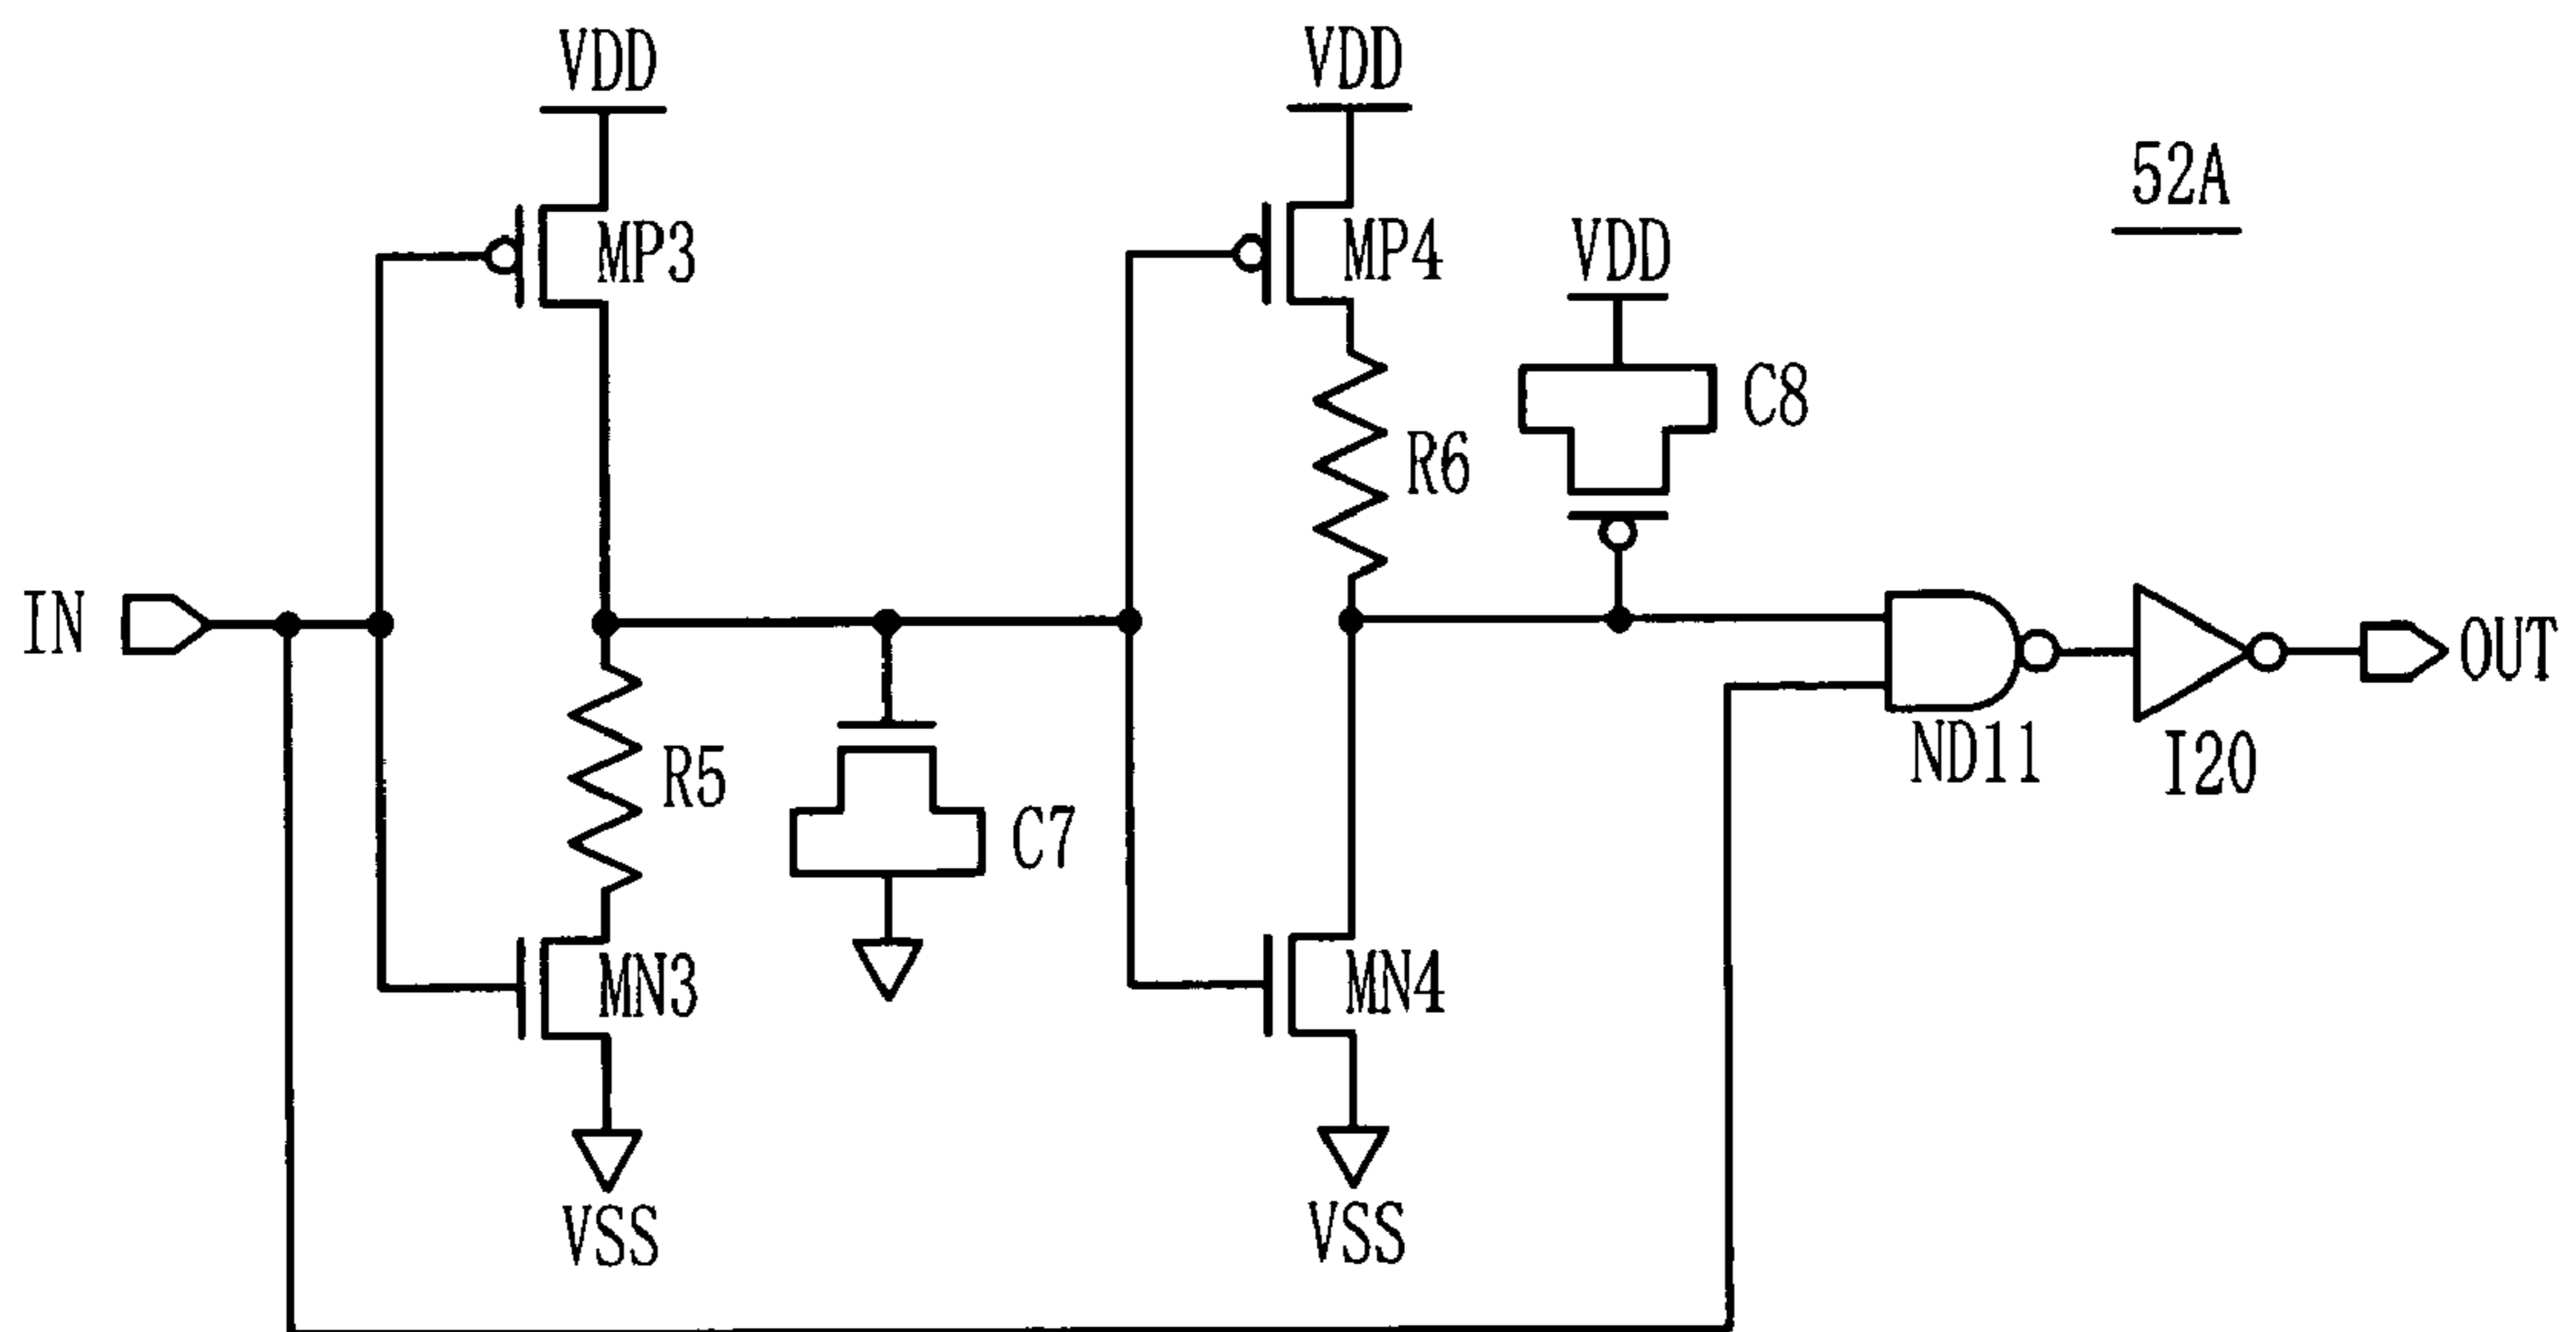 VDD
VDD
52A
MP3
MP4
VDD
C8
R6
IN
OUT
R5
ND11
I20
C7
MN3
MN4
VSS
VSS